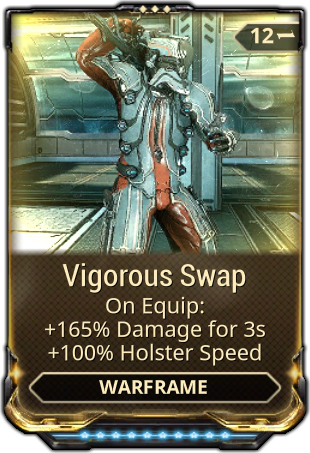 12
Vigorous Swap
On Equip:
+165% Damage for 3s
+100% Holster Speed
WARFRAME